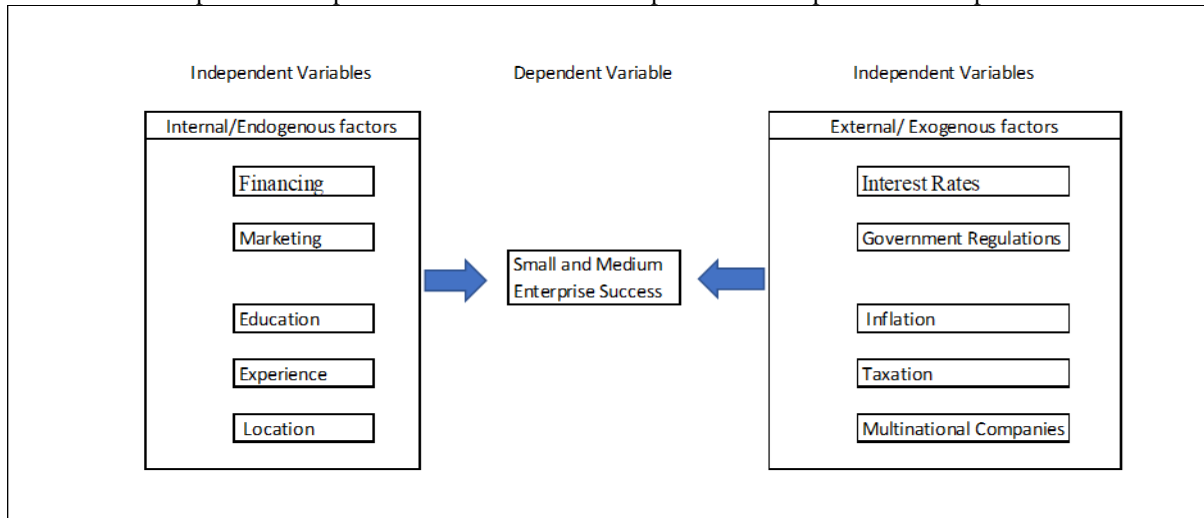 Independent Variables
Dependent Variable
Independent Variables
Internal/Endogenous factors
Financing
Marketing
Education
Experience
Location
Small and Medium
Enterprise Success
External/ Exogenous factors
Interest Rates
Government Regulations
Inflation
Taxation
Multinational Companies